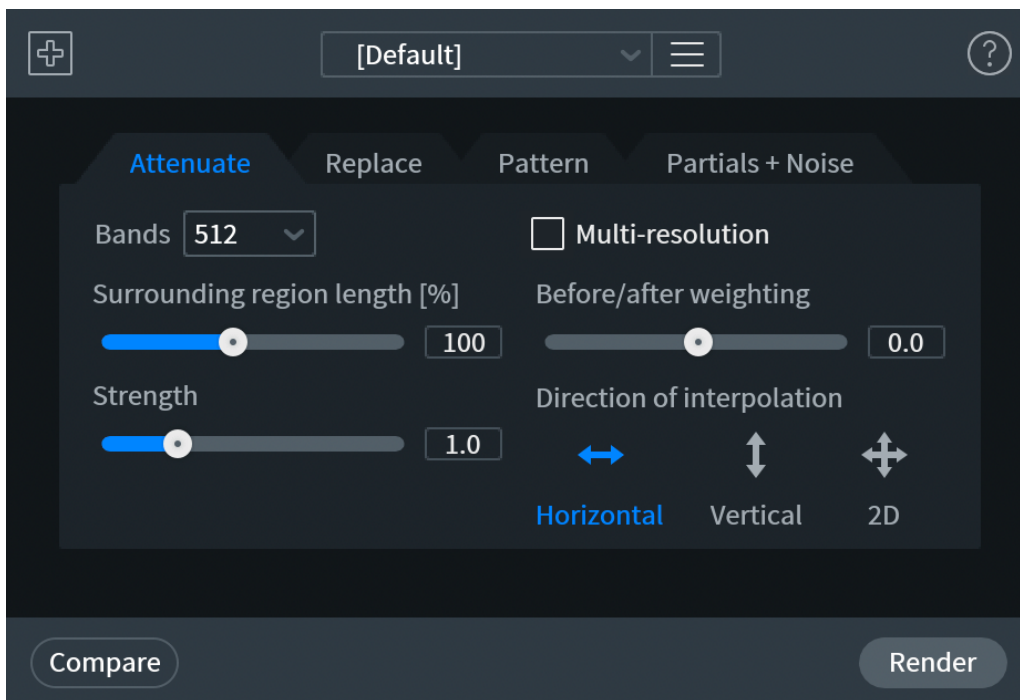 [Default]
?
Attenuate Replace Pattern Partials + Noise
Bands 512 Multi-resolution
Surrounding region length [%] Before/after weighting
100 0.0
Strength Direction of interpolation
1.0
Horizontal Vertical 2D
Compare Render